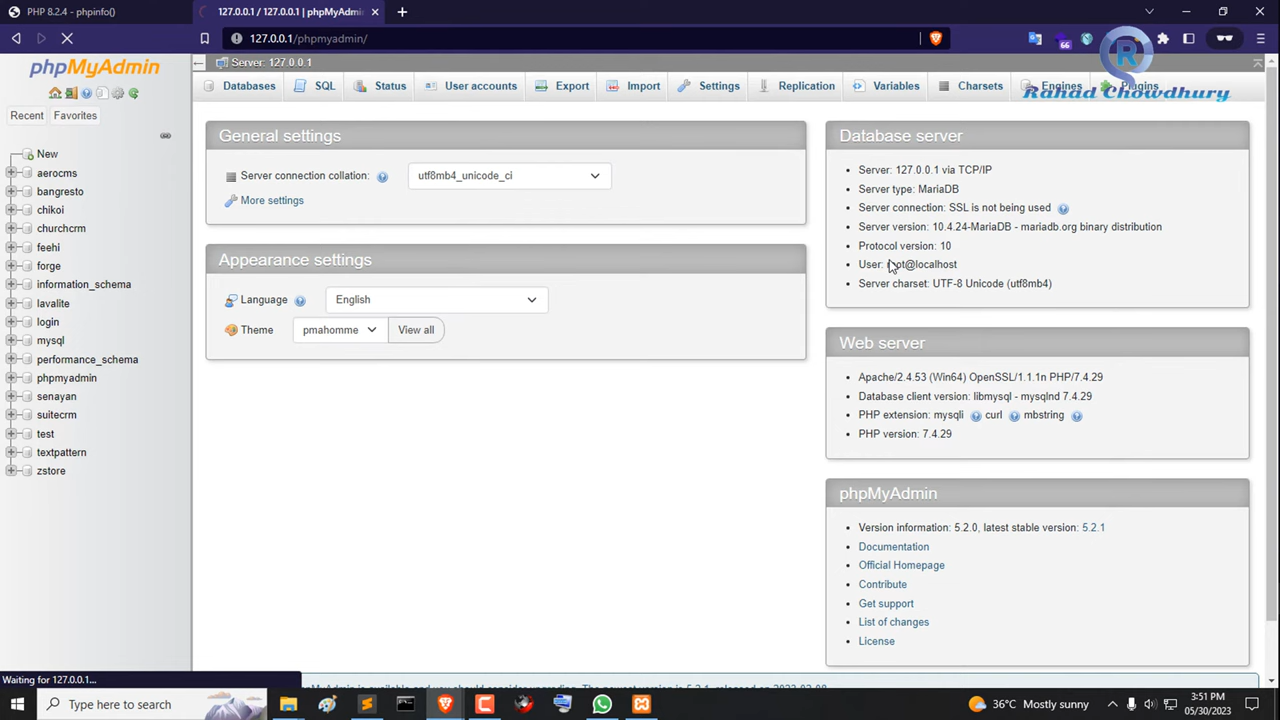 PHP 8.2.4 - phpinfo()
127.0.0.1 / 127.0.0.1 | phpMyAdmin
127.0.0.1/phpmyadmin/
66
Rahad Chowdhury
phpMyAdmin
Recent
Favorites
New
aerocms
bangresto
chikoi
churchcrm
feehi
forge
information_schema
lavalite
login
mysql
performance_schema
phpmyadmin
senayan
suitecrm
test
textpattern
zstore
Server: 127.0.0.1
Databases
SQL
Status
User accounts
Export
Import
Settings
Replication
Variables
Charsets
Engines
Plugins
General settings
Server connection collation:
utf8mb4_unicode_ci
More settings
Appearance settings
Language
English
Theme
pmahomme
View all
Database server
Server: 127.0.0.1 via TCP/IP
Server type: MariaDB
Server connection: SSL is not being used
Server version: 10.4.24-MariaDB - mariadb.org binary distribution
Protocol version: 10
User: root@localhost
Server charset: UTF-8 Unicode (utf8mb4)
Web server
Apache/2.4.53 (Win64) OpenSSL/1.1.1n PHP/7.4.29
Database client version: libmysql - mysqlnd 7.4.29
PHP extension: mysqli curl mbstring
PHP version: 7.4.29
phpMyAdmin
Version information: 5.2.0, latest stable version: 5.2.1
Documentation
Official Homepage
Contribute
Get support
List of changes
License
Waiting for 127.0.0.1...
Type here to search
36°C Mostly sunny
3:51 PM
05/30/2023